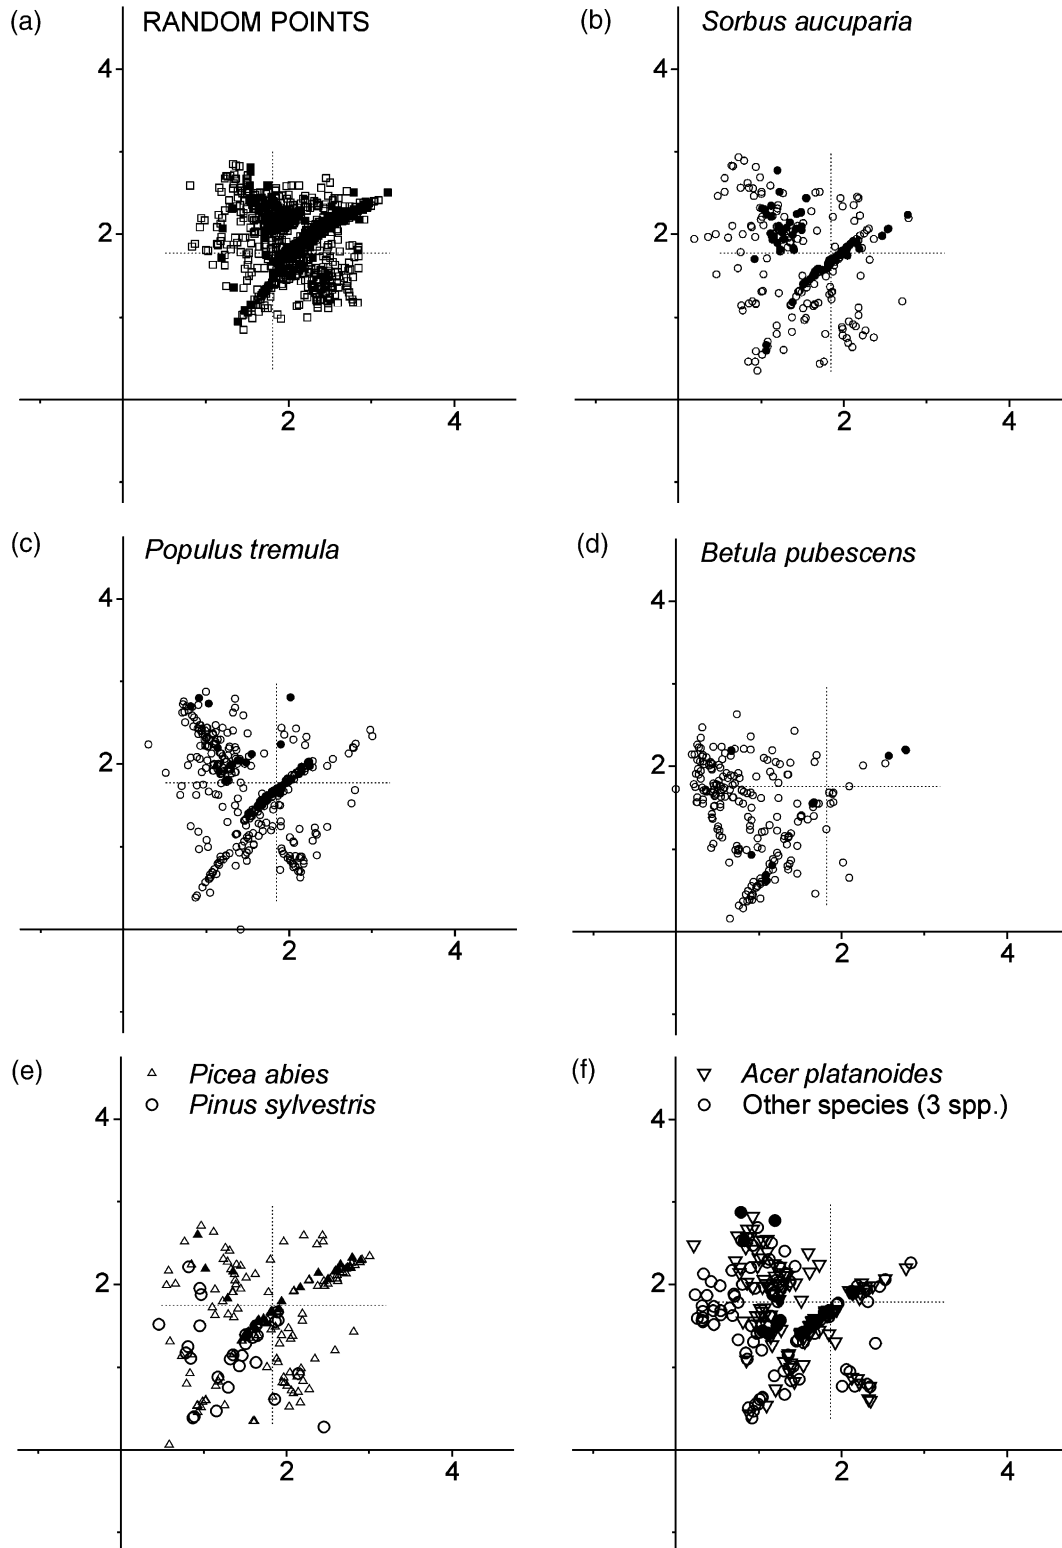 (a) RANDOM POINTS
4
2
2 4
(b) Sorbus aucuparia
4
2
2 4
(c) Populus tremula
4
2
2 4
(d) Betula pubescens
4
2
2 4
(e) Picea abies
Pinus sylvestris
4
2
2 4
(f) Acer platanoides
Other species (3 spp.)
4
2
2 4